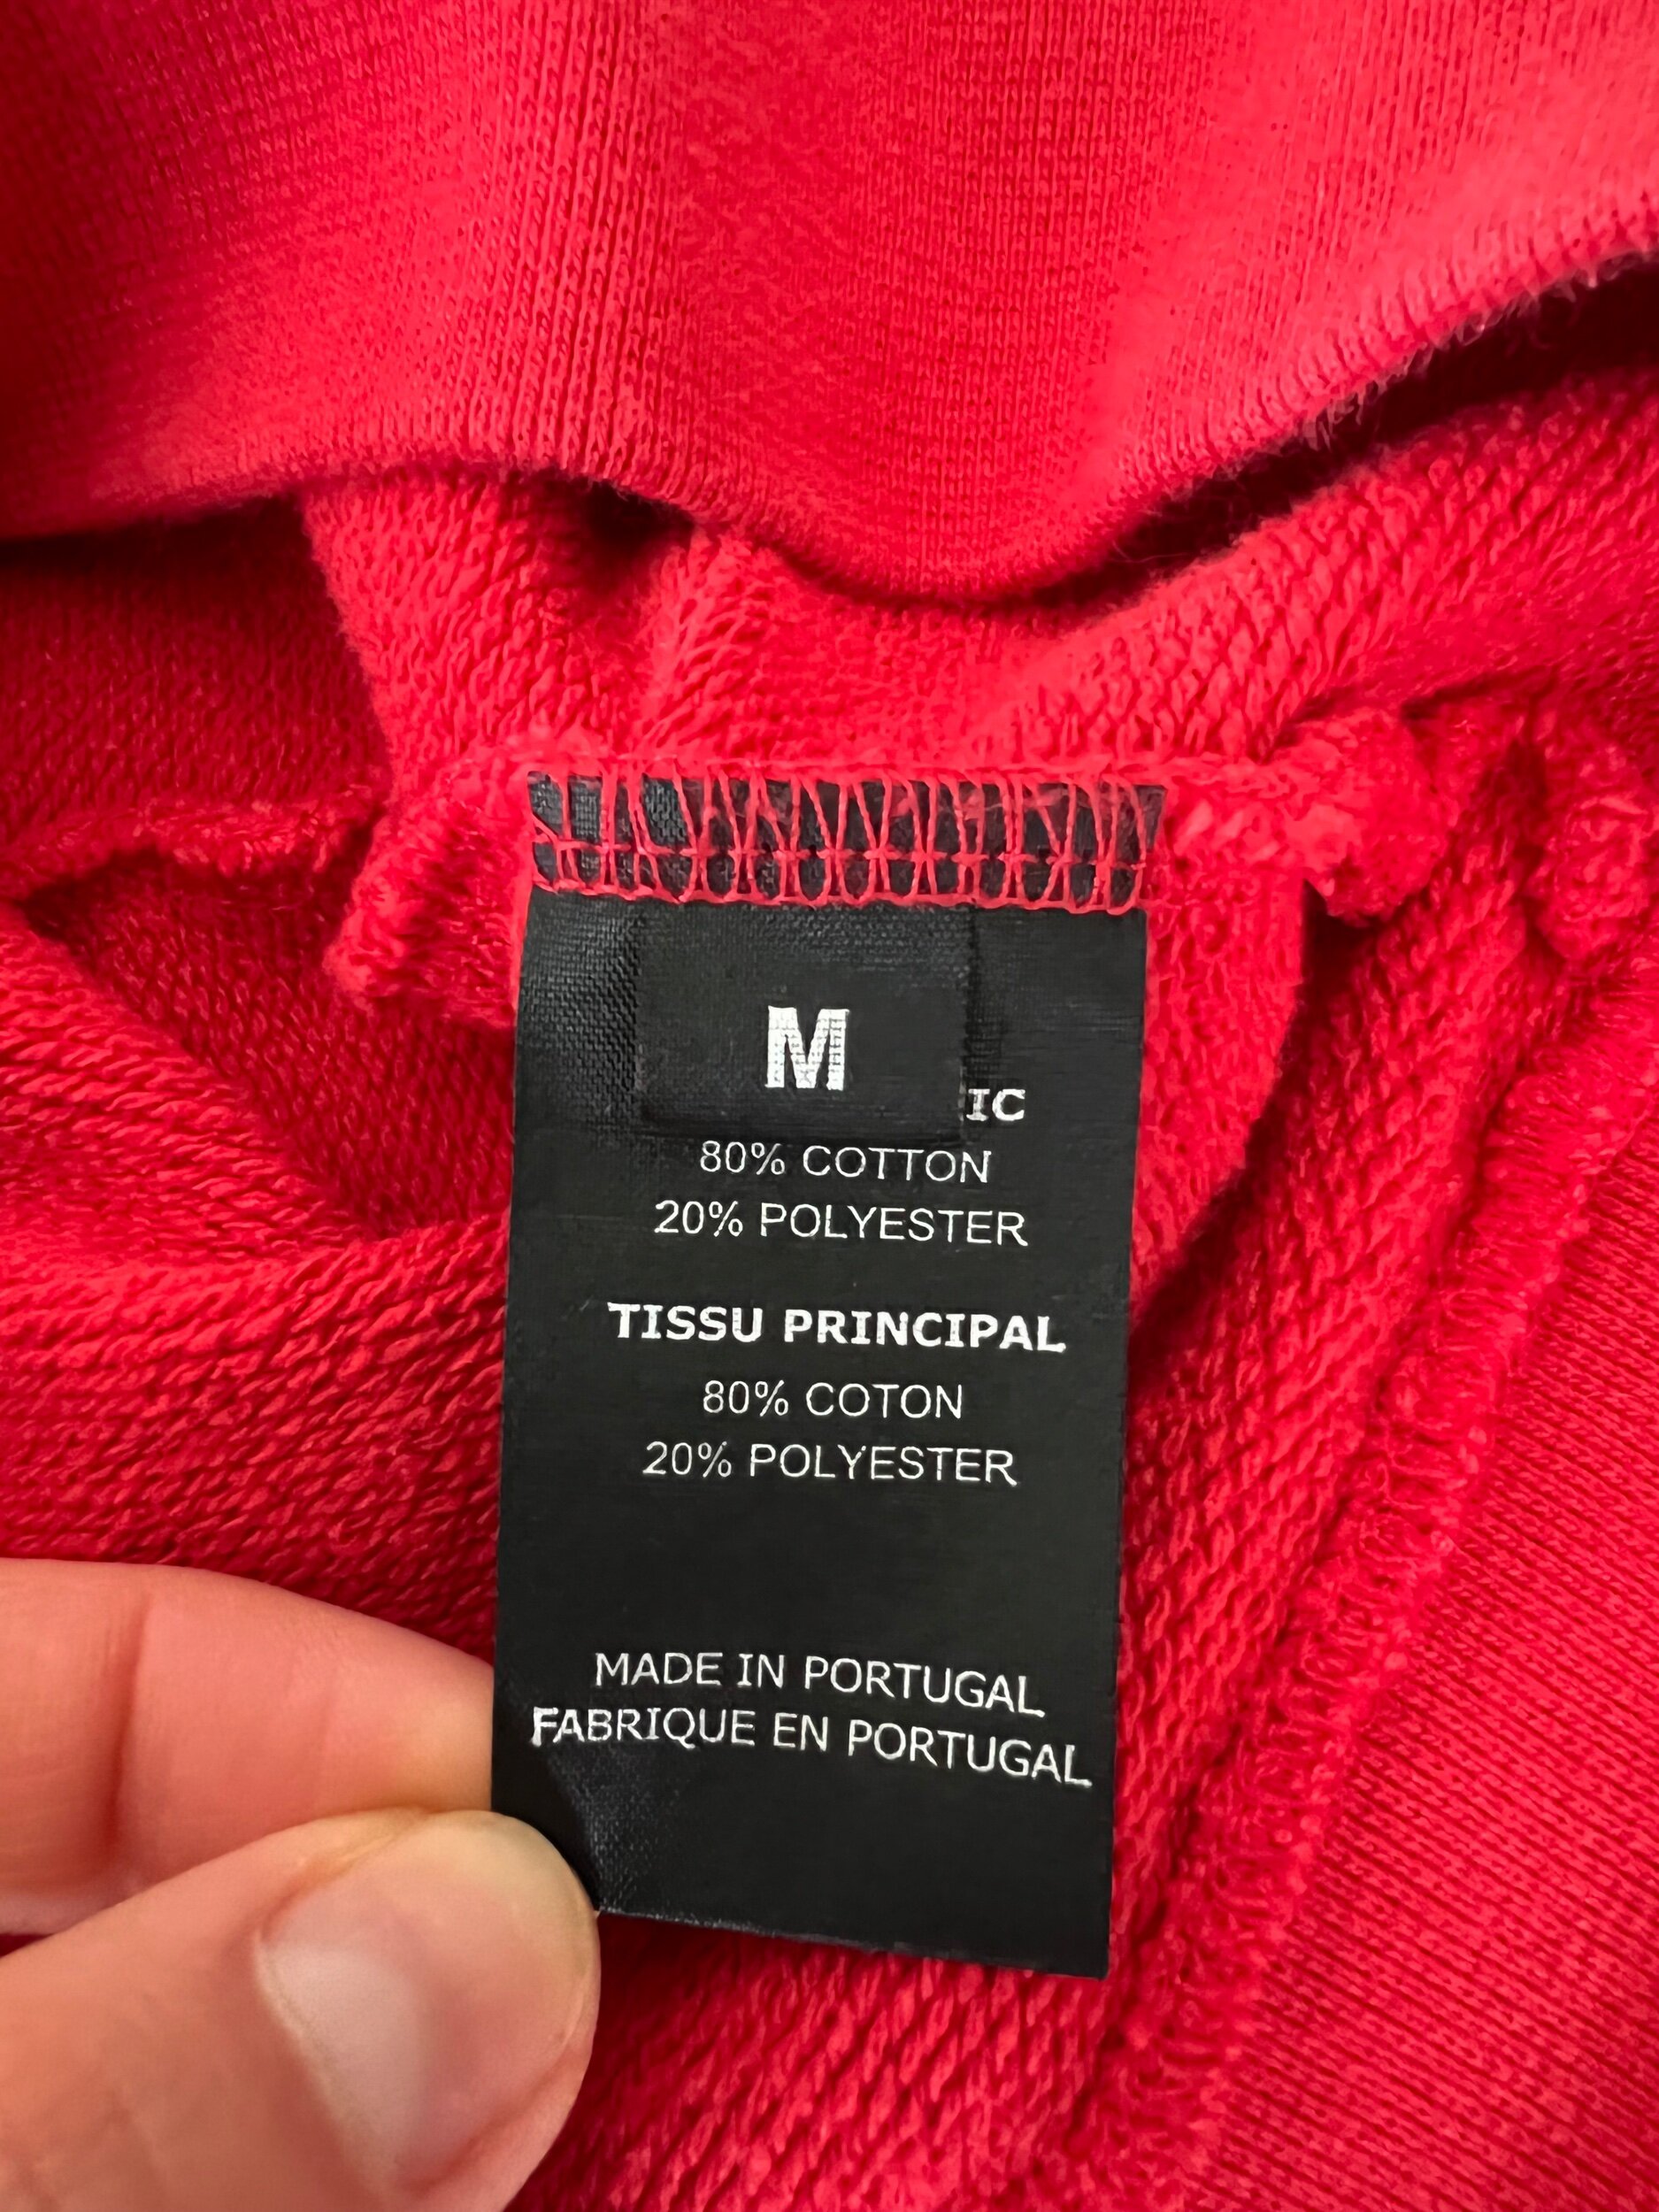 M
IC
80% COTTON
20% POLYESTER
TISSU PRINCIPAL
80% COTON
20% POLYESTER
MADE IN PORTUGAL
FABRIQUE EN PORTUGAL